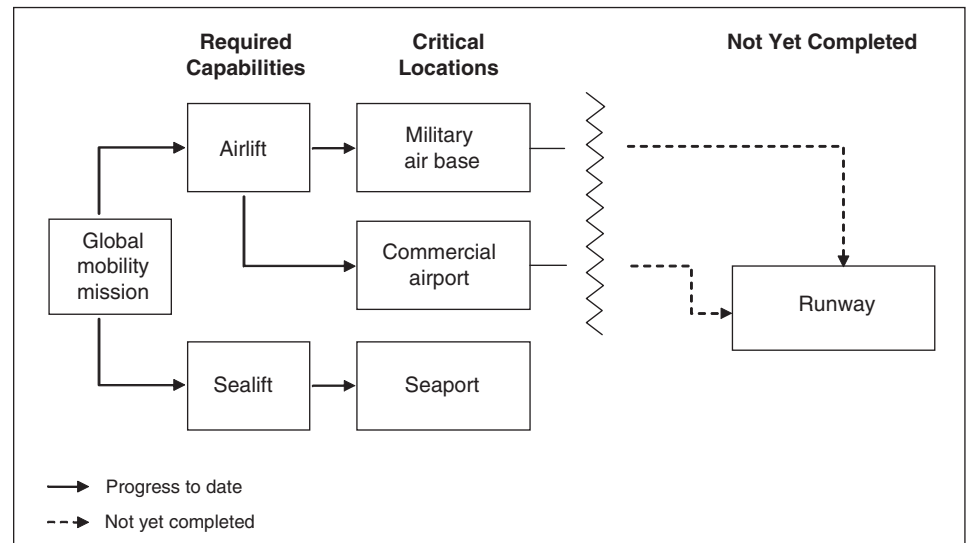 Required
Capabilities
Critical
Locations
Not Yet Completed
Airlift
Military
air base
Global
mobility
mission
Commercial
airport
Runway
Sealift
Seaport
Progress to date
Not yet completed